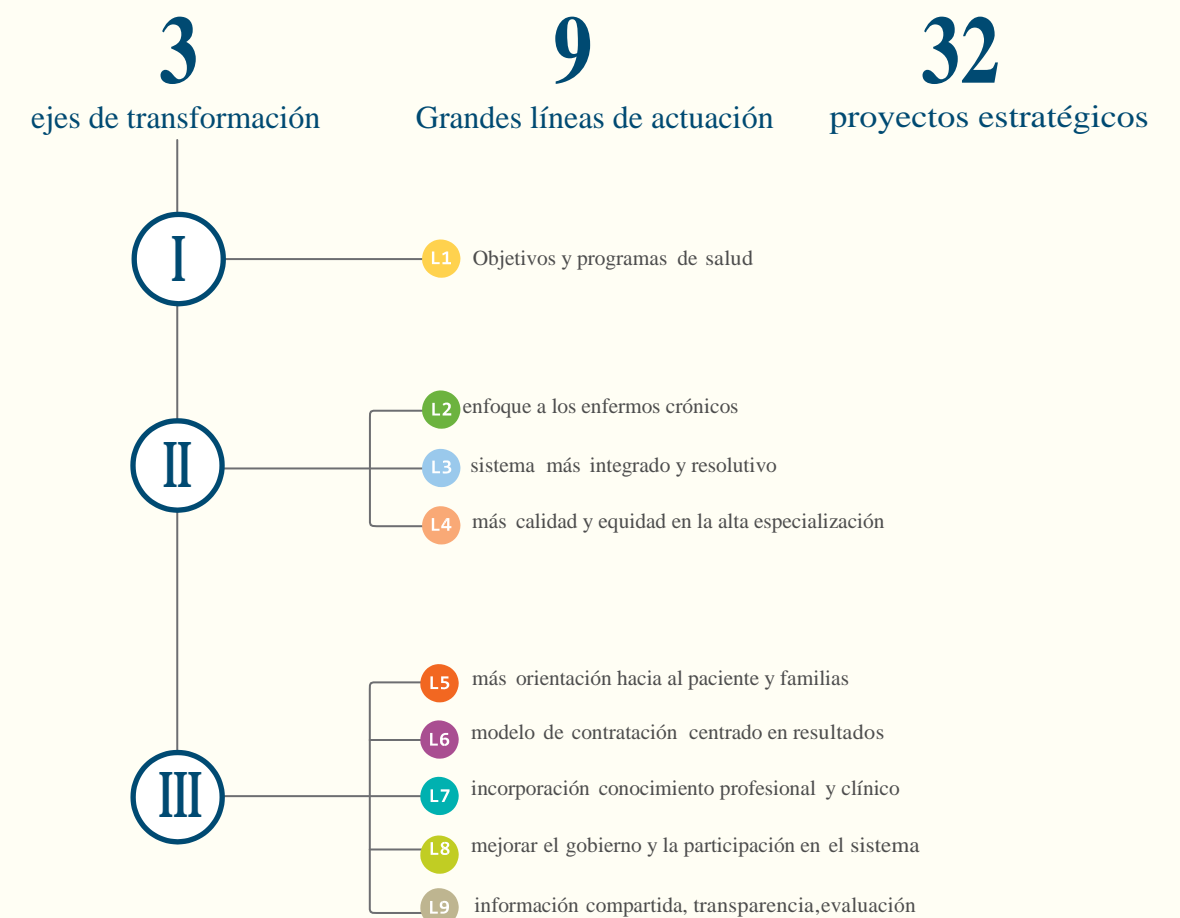 3
ejes de transformación
9
Grandes líneas de actuación
32
proyectos estratégicos
I
L1 Objetivos y programas de salud
II
L2 enfoque a los enfermos crónicos
L3 sistema más integrado y resolutivo
L4 más calidad y equidad en la alta especialización
III
L5 más orientación hacia al paciente y familias
L6 modelo de contratación centrado en resultados
L7 incorporación conocimiento profesional y clínico
L8 mejorar el gobierno y la participación en el sistema
L9 información compartida, transparencia,evaluación